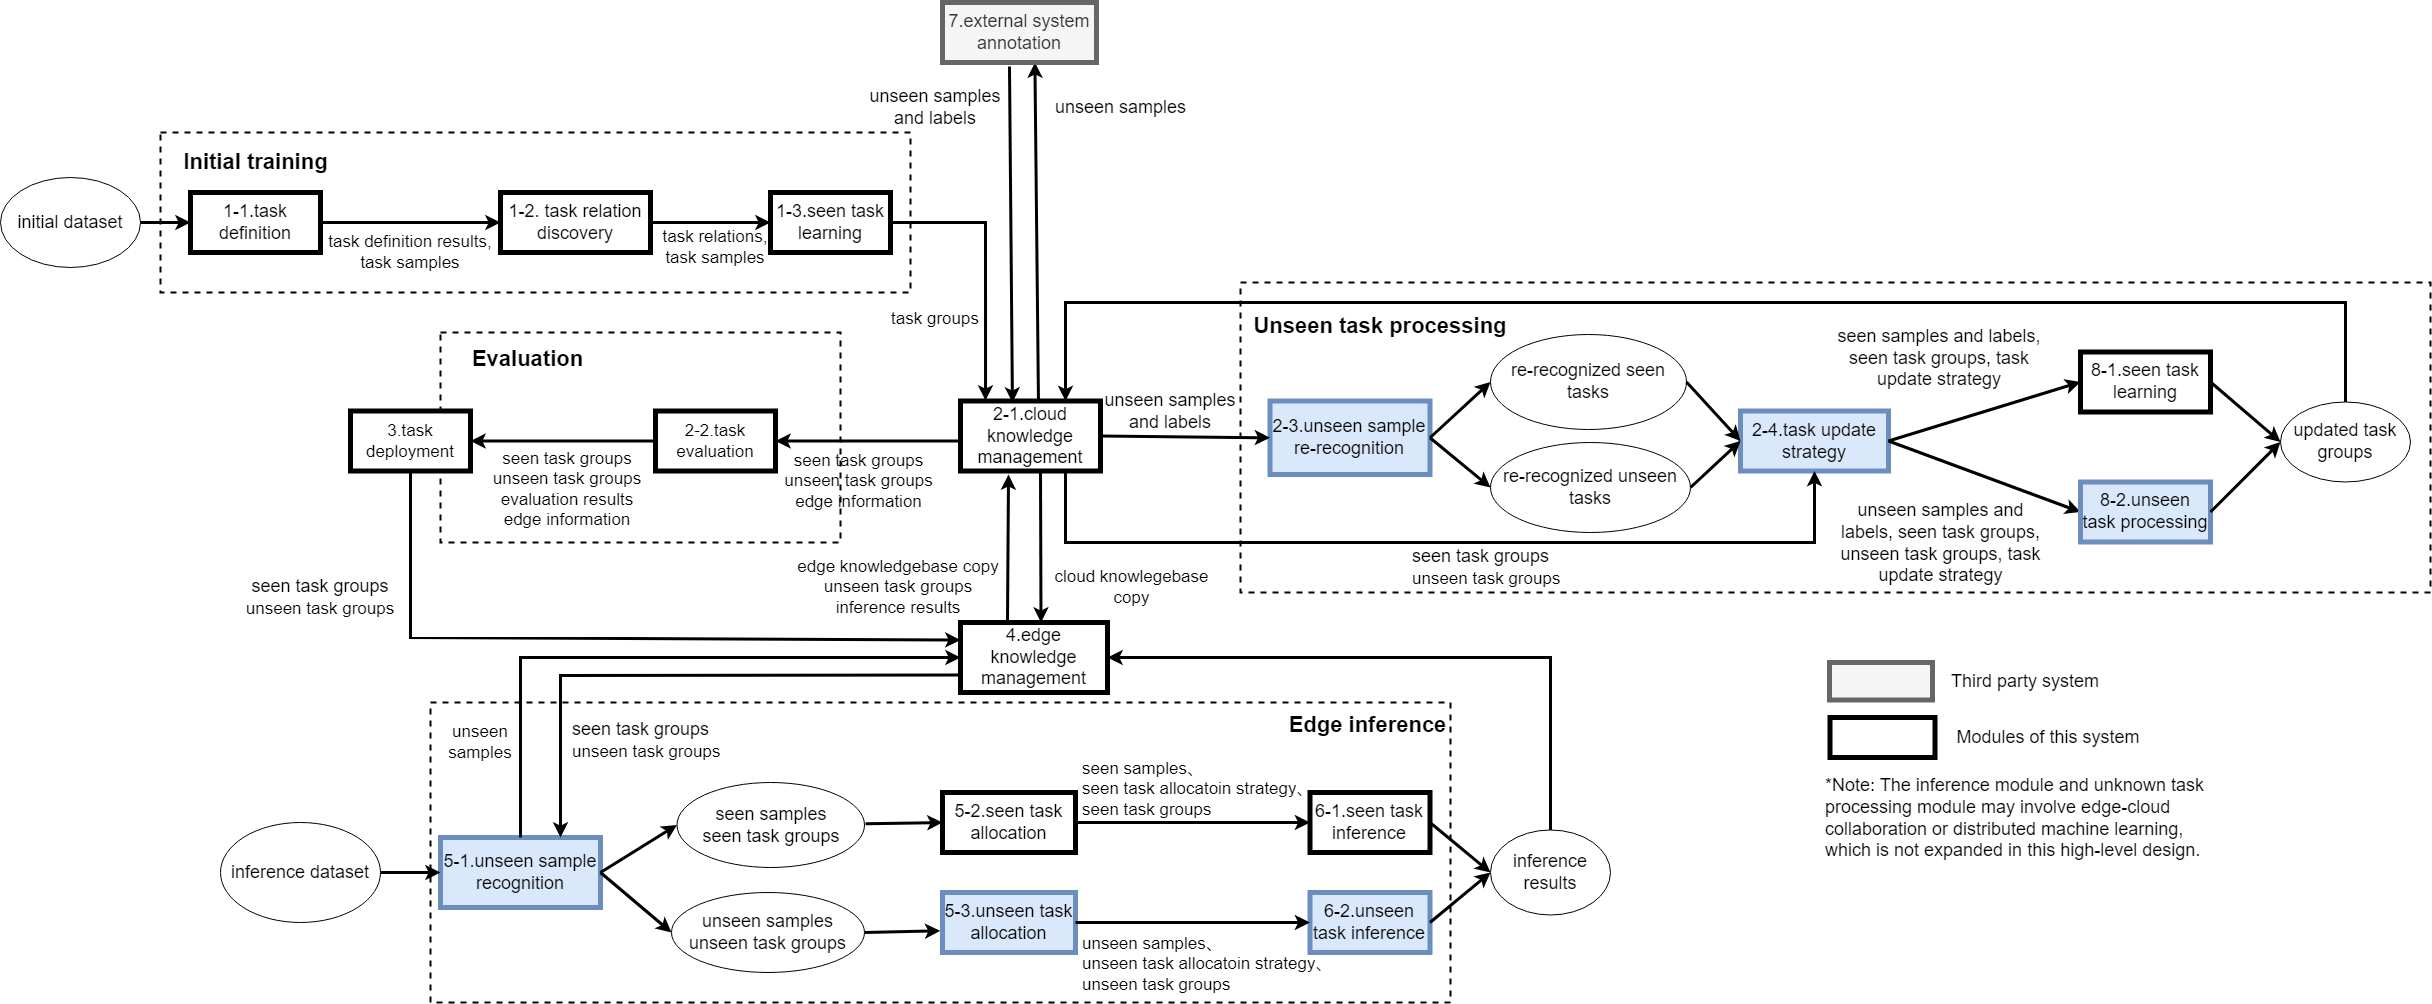 7.external system
annotation
unseen samples
and labels
unseen samples
Initial training
initial dataset
1-1.task
definition
task definition results,
task samples
1-2. task relation
discovery
task relations,
task samples
1-3.seen task
learning
task groups
Evaluation
3.task
deployment
seen task groups
unseen task groups
evaluation results
edge information
2-2.task
evaluation
seen task groups
unseen task groups
edge information
2-1.cloud
knowledge
management
unseen samples
and labels
Unseen task processing
2-3.unseen sample
re-recognition
re-recognized seen
tasks
re-recognized unseen
tasks
2-4.task update
strategy
seen samples and labels,
seen task groups, task
update strategy
unseen samples and
labels, seen task groups,
unseen task groups, task
update strategy
8-1.seen task
learning
8-2.unseen
task processing
updated task
groups
seen task groups
unseen task groups
seen task groups
unseen task groups
edge knowledgebase copy
unseen task groups
inference results
cloud knowlegebase
copy
4.edge
knowledge
management
Edge inference
unseen
samples
seen task groups
unseen task groups
inference dataset
5-1.unseen sample
recognition
seen samples
seen task groups
unseen samples
unseen task groups
5-2.seen task
allocation
seen samples、
seen task allocatoin strategy、
seen task groups
6-1.seen task
inference
5-3.unseen task
allocation
unseen samples、
unseen task allocatoin strategy、
unseen task groups
6-2.unseen
task inference
inference
results
Third party system
Modules of this system
*Note: The inference module and unknown task
processing module may involve edge-cloud
collaboration or distributed machine learning,
which is not expanded in this high-level design.